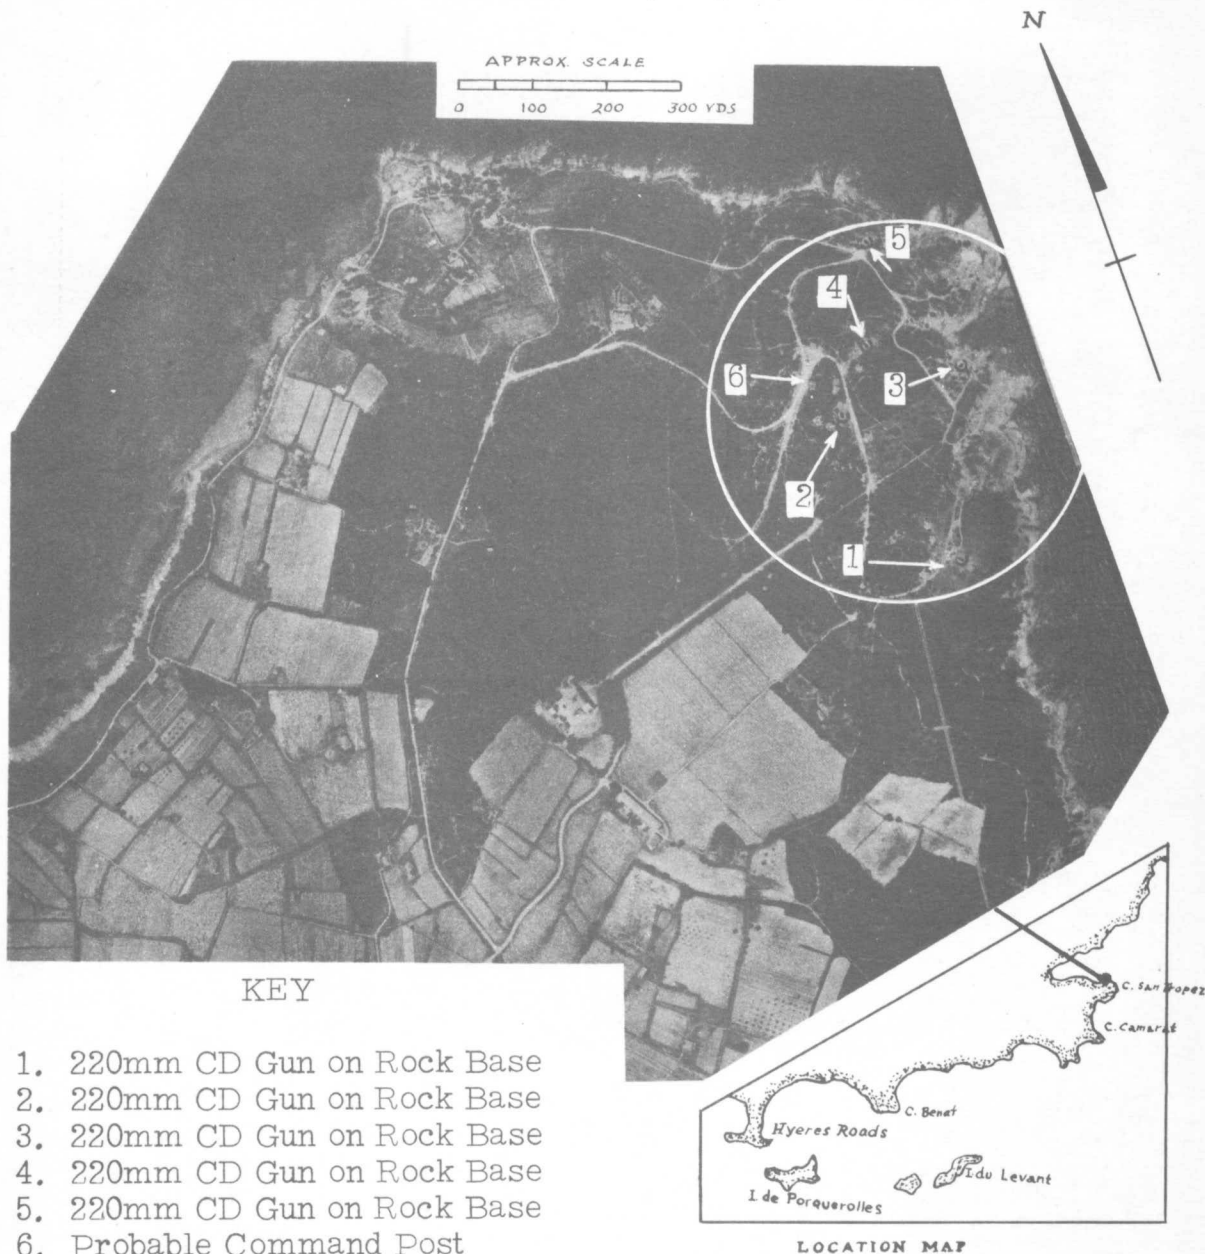 N
APPROX. SCALE
0 100 200 300 YDS
5
4
6
3
2
1
KEY
1. 220mm CD Gun on Rock Base
2. 220mm CD Gun on Rock Base
3. 220mm CD Gun on Rock Base
4. 220mm CD Gun on Rock Base
5. 220mm CD Gun on Rock Base
6. Probable Command Post
C. San Tropez
C. Camarat
C. Benat
Hyeres Roads
I. du Levant
I. de Porquerolles
LOCATION MAP